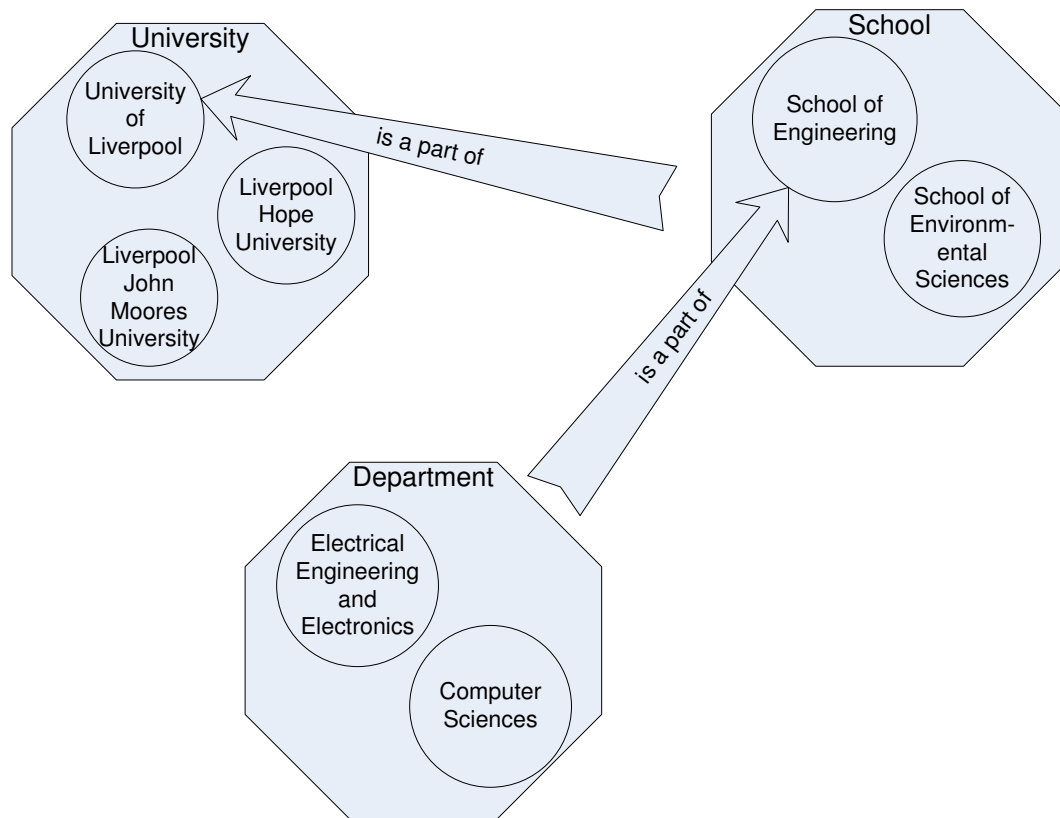 University
University
of
Liverpool
Liverpool
Hope
University
Liverpool
John
Moores
University
is a part of
School
School of
Engineering
School of
Environm-
ental
Sciences
is a part of
Department
Electrical
Engineering
and
Electronics
Computer
Sciences